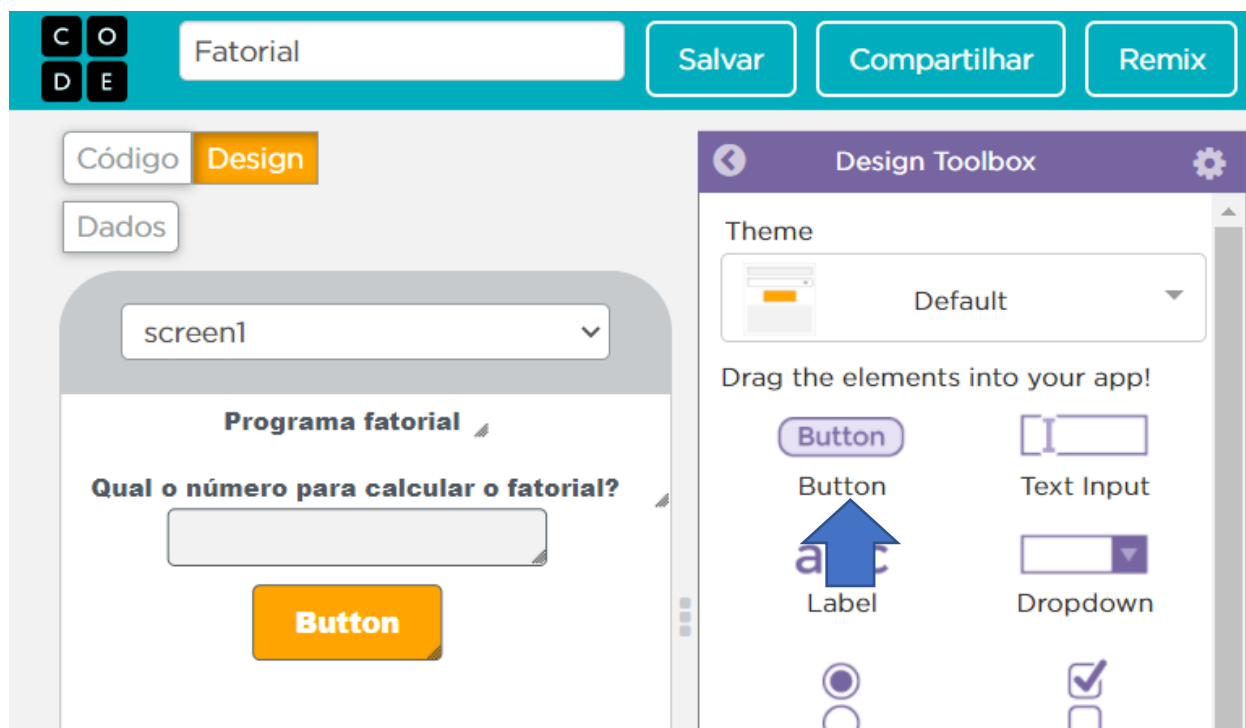 CODE
Fatorial
Salvar
Compartilhar
Remix
Código
Design
Dados
screen1
Programa fatorial
Qual o número para calcular o fatorial?
Button
Design Toolbox
Theme
Default
Drag the elements into your app!
Button
Button
Text Input
Label
Dropdown